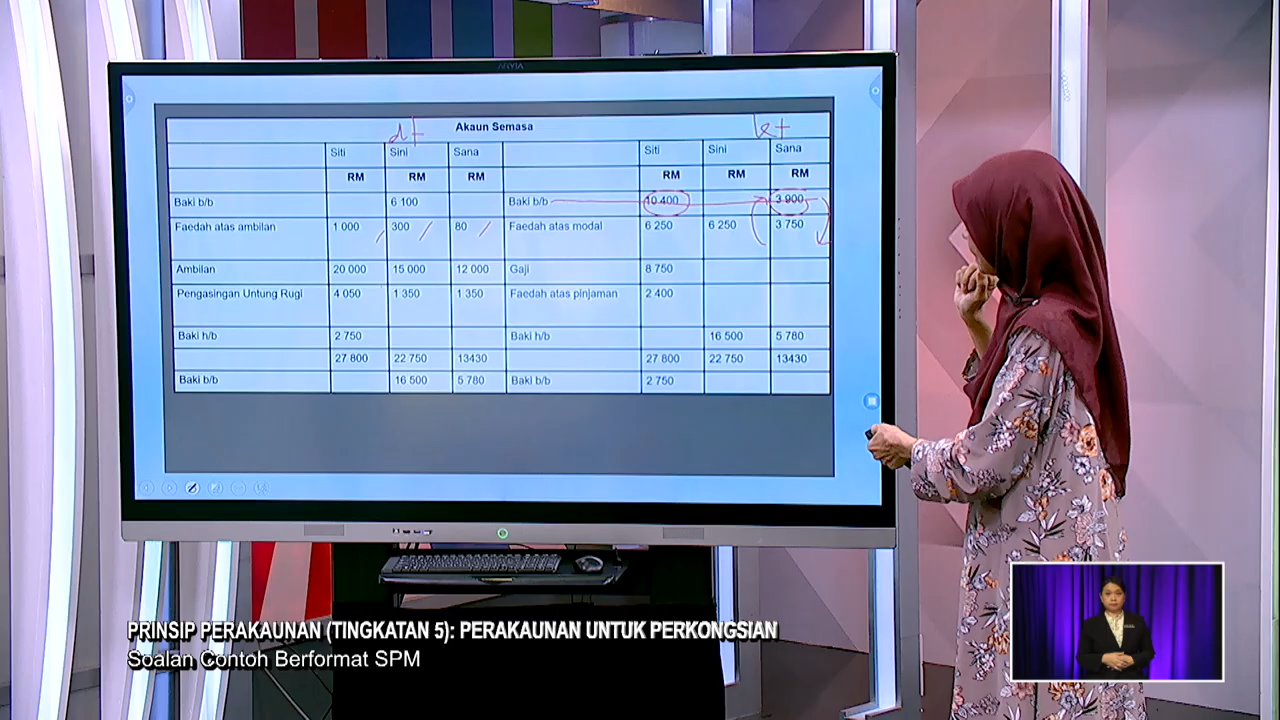 Akaun Semasa
dt kt
Siti Sini Sana Siti Sini Sana
RM RM RM RM RM RM
Baki b/b 6 100 Baki b/b 10 400 3 900
Faedah atas ambilan 1 000 300 80 Faedah atas modal 6 250 6 250 3 750
Ambilan 20 000 15 000 12 000 Gaji 8 750
Pengasingan Untung Rugi 4 050 1 350 1 350 Faedah atas pinjaman 2 400
Baki h/b 2 750 Baki h/b 16 500 5 780
27 800 22 750 13430 27 800 22 750 13430
Baki b/b 16 500 5 780 Baki b/b 2 750
PRINSIP PERAKAUNAN (TINGKATAN 5): PERAKAUNAN UNTUK PERKONGSIAN
Soalan Contoh Berformat SPM